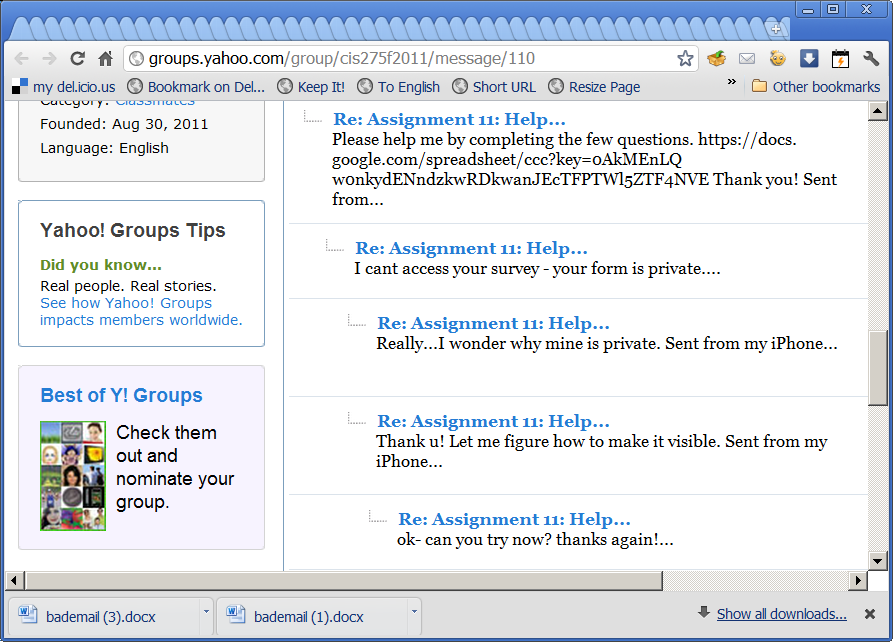 groups.yahoo.com/group/cis275f2011/message/110
my del.icio.us Bookmark on Del... Keep It! To English Short URL Resize Page » Other bookmarks
Category: Classmates
Founded: Aug 30, 2011
Language: English
Yahoo! Groups Tips
Did you know...
Real people. Real stories.
See how Yahoo! Groups
impacts members worldwide.
Best of Y! Groups
Check them
out and
nominate your
group.
Re: Assignment 11: Help...
Please help me by completing the few questions. https://docs.
google.com/spreadsheet/ccc?key=0AkMEnLQ
w0nkydENndzkwRDkwanJEcTFPTWl5ZTF4NVE Thank you! Sent
from...
Re: Assignment 11: Help...
I cant access your survey - your form is private....
Re: Assignment 11: Help...
Really...I wonder why mine is private. Sent from my iPhone...
Re: Assignment 11: Help...
Thank u! Let me figure how to make it visible. Sent from my
iPhone...
Re: Assignment 11: Help...
ok- can you try now? thanks again!...
bademail (3).docx bademail (1).docx Show all downloads...